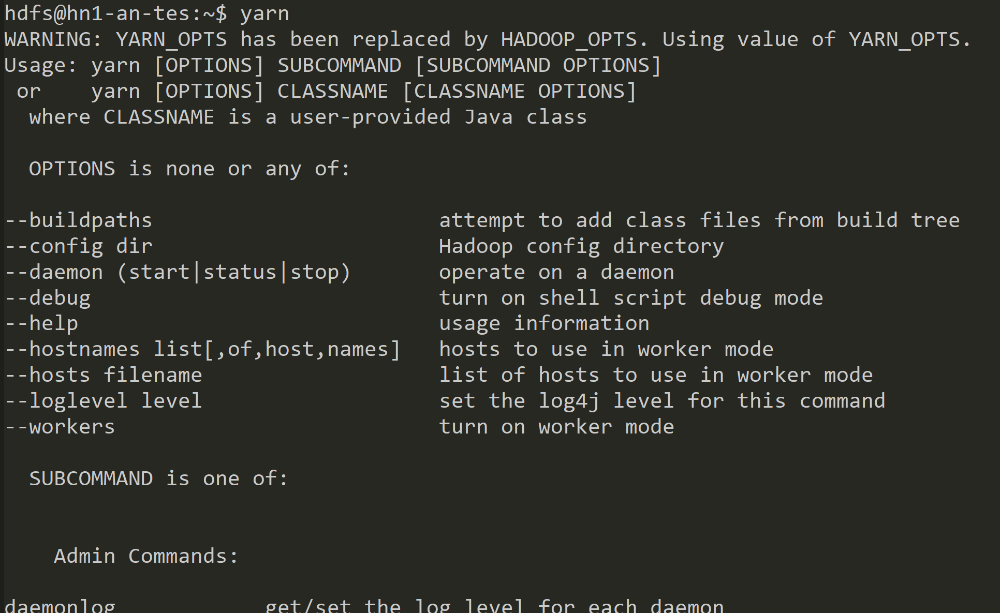 hdfs@hn1-an-tes:~$ yarn
WARNING: YARN_OPTS has been replaced by HADOOP_OPTS. Using value of YARN_OPTS.
Usage: yarn [OPTIONS] SUBCOMMAND [SUBCOMMAND OPTIONS]
 or    yarn [OPTIONS] CLASSNAME [CLASSNAME OPTIONS]
  where CLASSNAME is a user-provided Java class
  OPTIONS is none or any of:
--buildpaths                       attempt to add class files from build tree
--config dir                       Hadoop config directory
--daemon (start|status|stop)       operate on a daemon
--debug                            turn on shell script debug mode
--help                             usage information
--hostnames list[,of,host,names]   hosts to use in worker mode
--hosts filename                   list of hosts to use in worker mode
--loglevel level                   set the log4j level for this command
--workers                          turn on worker mode
  SUBCOMMAND is one of:
    Admin Commands:
daemonlog            get/set the log level for each daemon